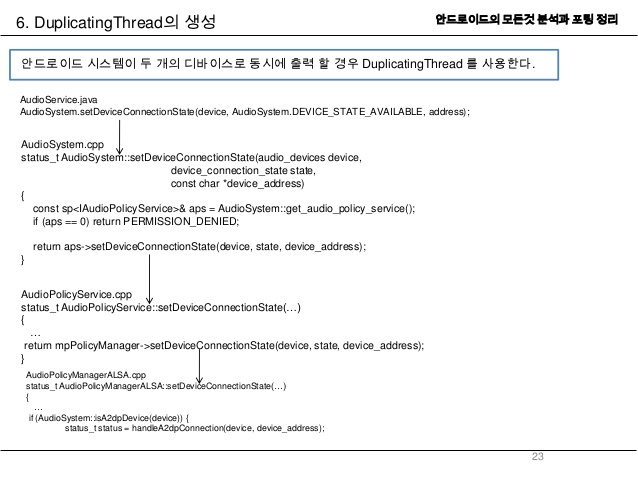 6. DuplicatingThread의 생성
안드로이드의 모든것 분석과 포팅 정리
안드로이드 시스템이 두 개의 디바이스로 동시에 출력 할 경우 DuplicatingThread 를 사용한다.
AudioService.java
AudioSystem.setDeviceConnectionState(device, AudioSystem.DEVICE_STATE_AVAILABLE, address);
AudioSystem.cpp
status_t AudioSystem::setDeviceConnectionState(audio_devices device,
device_connection_state state,
const char *device_address)
{
const sp<IAudioPolicyService>& aps = AudioSystem::get_audio_policy_service();
if (aps == 0) return PERMISSION_DENIED;
return aps->setDeviceConnectionState(device, state, device_address);
}
AudioPolicyService.cpp
status_t AudioPolicyService::setDeviceConnectionState(…)
{
…
return mpPolicyManager->setDeviceConnectionState(device, state, device_address);
}
AudioPolicyManagerALSA.cpp
status_t AudioPolicyManagerALSA::setDeviceConnectionState(…)
{
…
if (AudioSystem::isA2dpDevice(device)) {
status_t status = handleA2dpConnection(device, device_address);
23